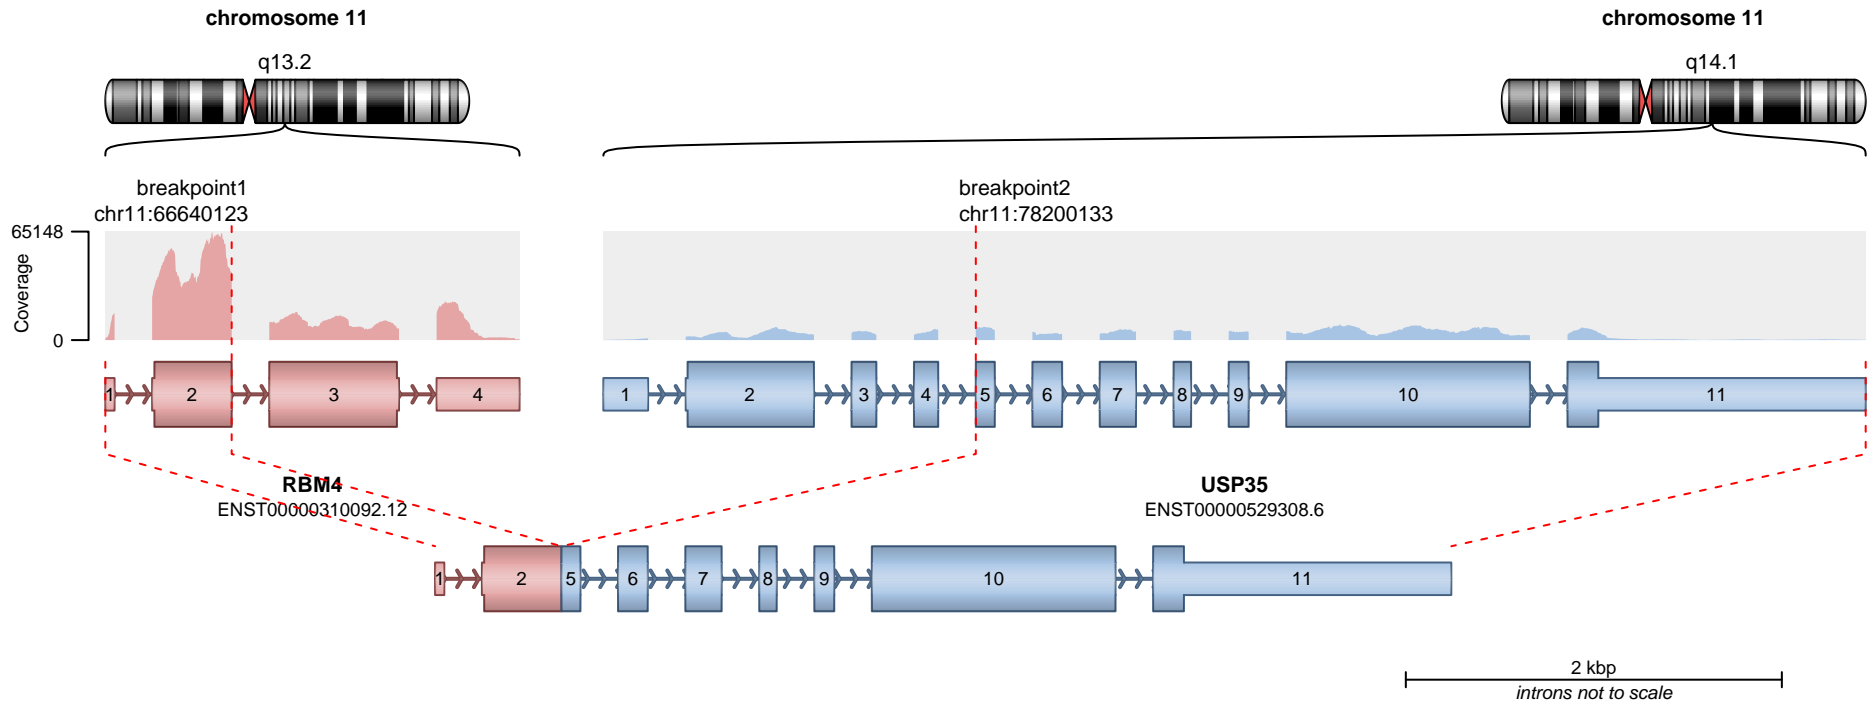 chromosome 11
chromosome 11
q13.2
q14.1
breakpoint1
chr11:66640123
breakpoint2
chr11:78200133
65148
Coverage
0
1 2 3 4
1 2 3 4 5 6 7 8 9 10 11
RBM4
ENST00000310092.12
USP35
ENST00000529308.6
1 2 5 6 7 8 9 10 11
2 kbp
introns not to scale